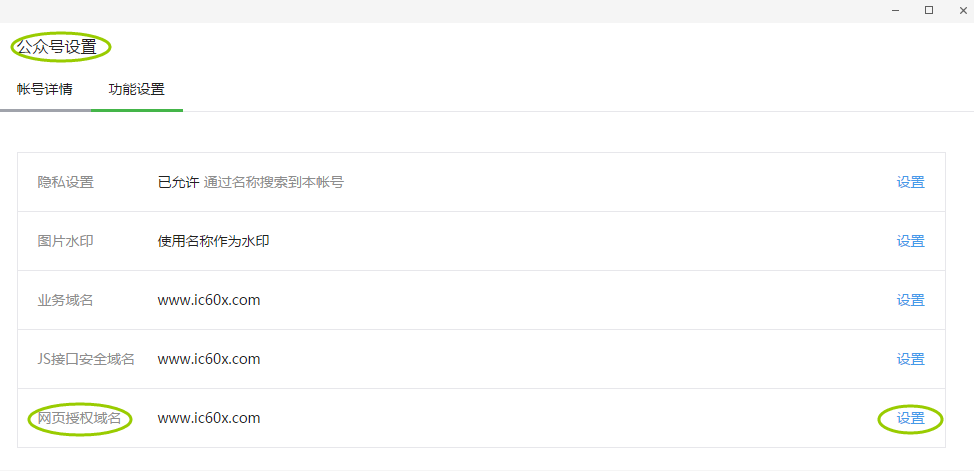 公众号设置
帐号详情 功能设置
隐私设置 已允许 通过名称搜索到本帐号 设置
图片水印 使用名称作为水印 设置
业务域名 www.ic60x.com 设置
JS接口安全域名 www.ic60x.com 设置
网页授权域名 www.ic60x.com 设置